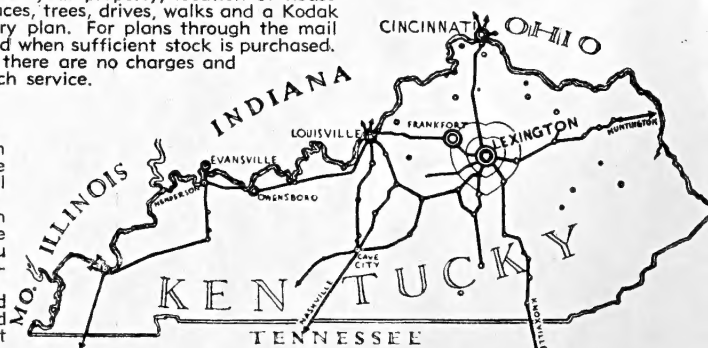 aces, trees, drives, walks and a Kodak
ry plan. For plans through the mail
d when sufficient stock is purchased.
there are no charges and
ch service.
CINCINNATI
OHIO
INDIANA
LOUISVILLE
FRANKFORT
LEXINGTON
HUNTINGTON
EVANSVILLE
HENDERSON
OWENSBORO
ILLINOIS
MO.
CAVE
CITY
KENTUCKY
NASHVILLE
KNOXVILLE
TENNESSEE